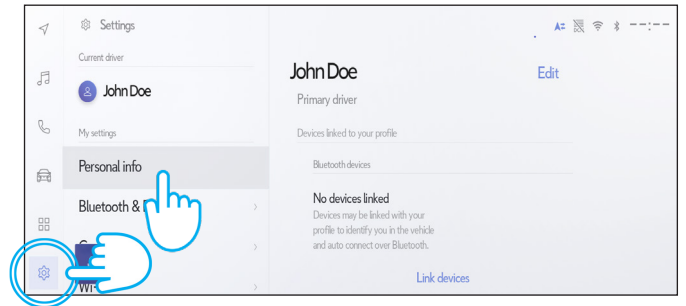 Settings
Current driver
John Doe
My settings
Personal info
Bluetooth &
John Doe
Edit
Primary driver
Devices linked to your profile
Bluetooth devices
No devices linked
Devices may be linked with your
profile to identify you in the vehicle
and auto connect over Bluetooth.
Link devices
--:--